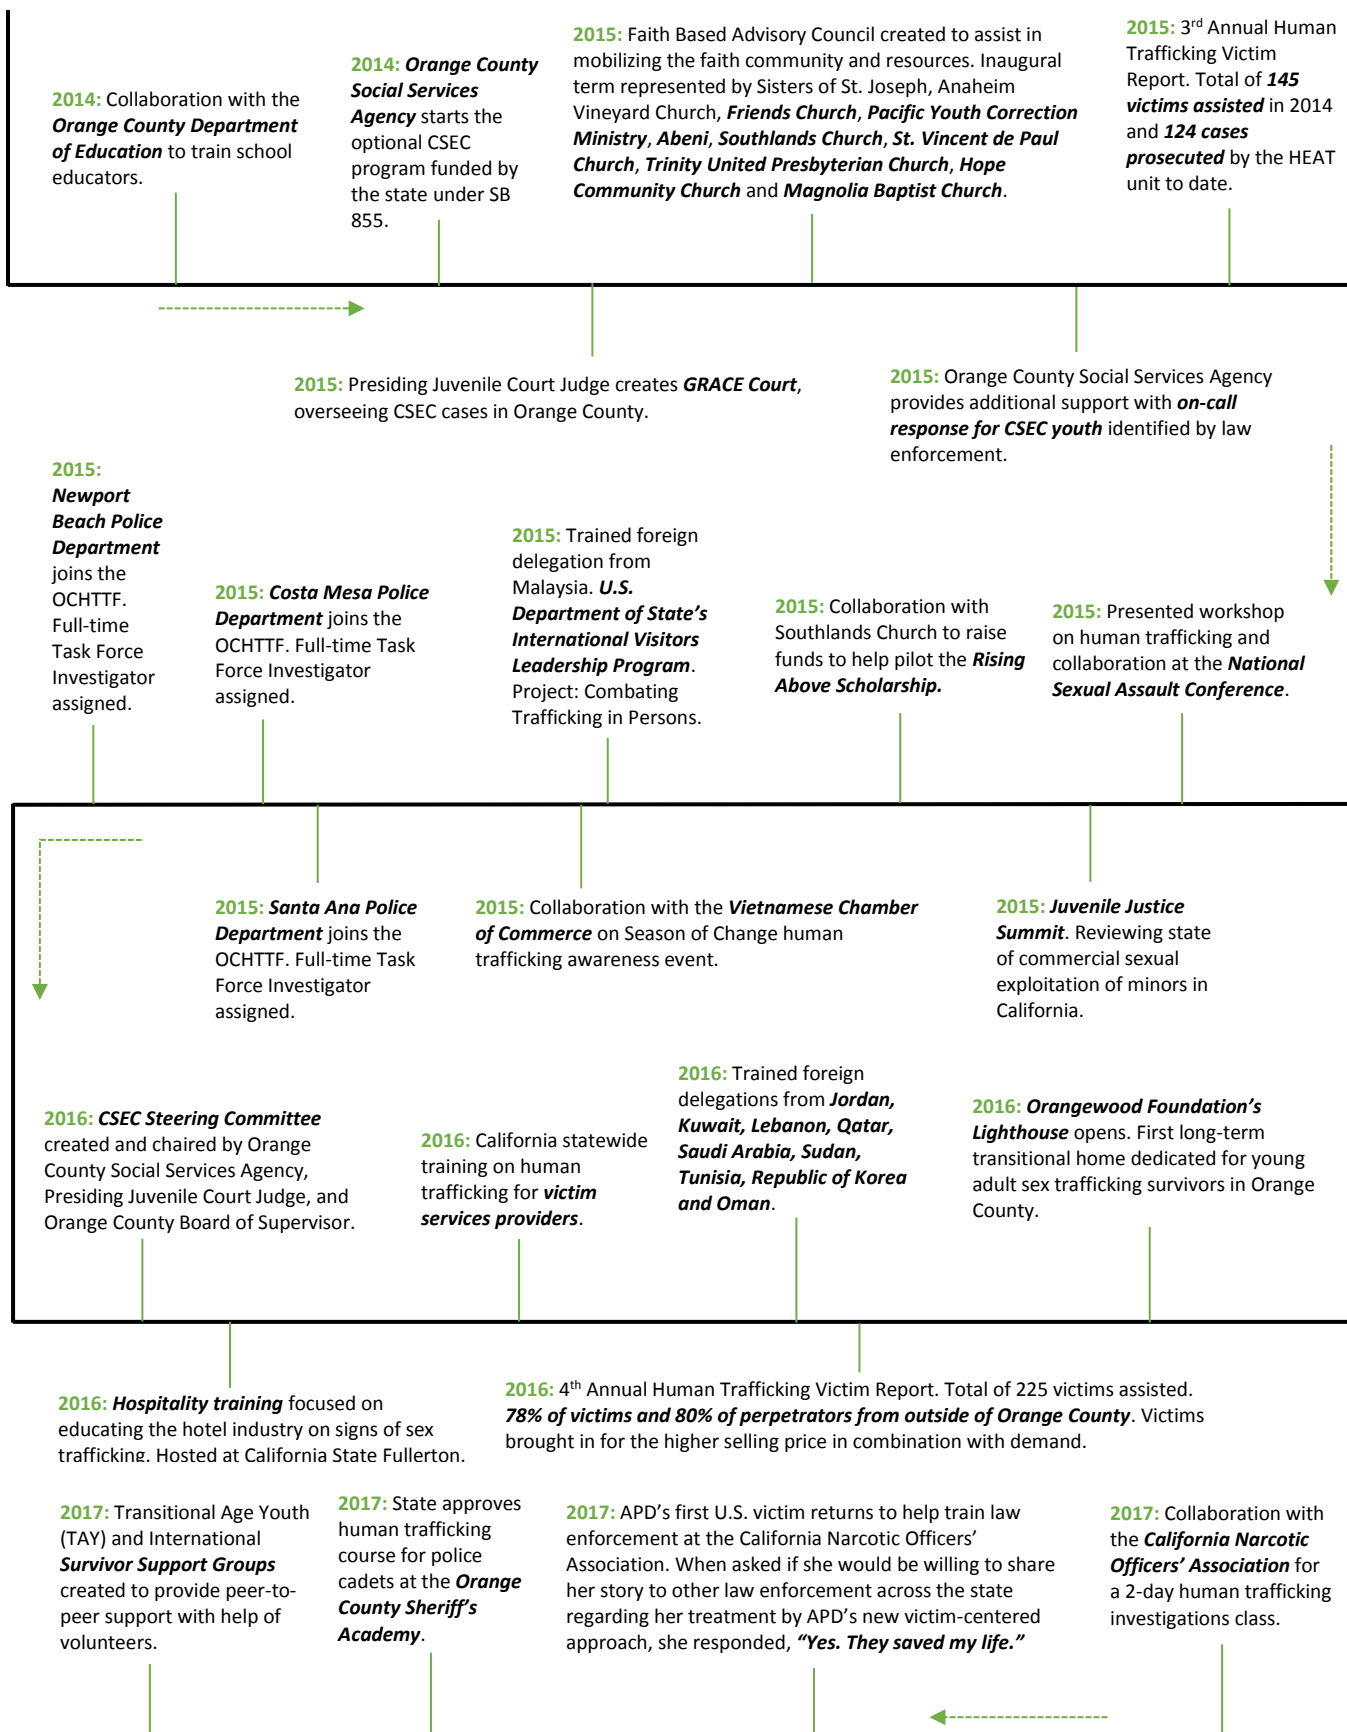 2014: Collaboration with the
Orange County Department
of Education to train school
educators.
2014: Orange County
Social Services
Agency starts the
optional CSEC
program funded by
the state under SB
855.
2015: Faith Based Advisory Council created to assist in
mobilizing the faith community and resources. Inaugural
term represented by Sisters of St. Joseph, Anaheim
Vineyard Church, Friends Church, Pacific Youth Correction
Ministry, Abeni, Southlands Church, St. Vincent de Paul
Church, Trinity United Presbyterian Church, Hope
Community Church and Magnolia Baptist Church.
2015: 3rd Annual Human
Trafficking Victim
Report. Total of 145
victims assisted in 2014
and 124 cases
prosecuted by the HEAT
unit to date.
2015: Presiding Juvenile Court Judge creates GRACE Court,
overseeing CSEC cases in Orange County.
2015: Orange County Social Services Agency
provides additional support with on-call
response for CSEC youth identified by law
enforcement.
2015:
Newport
Beach Police
Department
joins the
OCHTTF.
Full-time
Task Force
Investigator
assigned.
2015: Costa Mesa Police
Department joins the
OCHTTF. Full-time Task
Force Investigator
assigned.
2015: Trained foreign
delegation from
Malaysia. U.S.
Department of State's
International Visitors
Leadership Program.
Project: Combating
Trafficking in Persons.
2015: Collaboration with
Southlands Church to raise
funds to help pilot the Rising
Above Scholarship.
2015: Presented workshop
on human trafficking and
collaboration at the National
Sexual Assault Conference.
2015: Santa Ana Police
Department joins the
OCHTTF. Full-time Task
Force Investigator
assigned.
2015: Collaboration with the Vietnamese Chamber
of Commerce on Season of Change human
trafficking awareness event.
2015: Juvenile Justice
Summit. Reviewing state
of commercial sexual
exploitation of minors in
California.
2016: CSEC Steering Committee
created and chaired by Orange
County Social Services Agency,
Presiding Juvenile Court Judge, and
Orange County Board of Supervisor.
2016: California statewide
training on human
trafficking for victim
services providers.
2016: Trained foreign
delegations from Jordan,
Kuwait, Lebanon, Qatar,
Saudi Arabia, Sudan,
Tunisia, Republic of Korea
and Oman.
2016: Orangewood Foundation's
Lighthouse opens. First long-term
transitional home dedicated for young
adult sex trafficking survivors in Orange
County.
2016: Hospitality training focused on
educating the hotel industry on signs of sex
trafficking. Hosted at California State Fullerton.
2016: 4th Annual Human Trafficking Victim Report. Total of 225 victims assisted.
78% of victims and 80% of perpetrators from outside of Orange County. Victims
brought in for the higher selling price in combination with demand.
2017: Transitional Age Youth
(TAY) and International
Survivor Support Groups
created to provide peer-to-
peer support with help of
volunteers.
2017: State approves
human trafficking
course for police
cadets at the Orange
County Sheriff's
Academy.
2017: APD's first U.S. victim returns to help train law
enforcement at the California Narcotic Officers'
Association. When asked if she would be willing to share
her story to other law enforcement across the state
regarding her treatment by APD's new victim-centered
approach, she responded, "Yes. They saved my life."
2017: Collaboration with
the California Narcotic
Officers' Association for
a 2-day human trafficking
investigations class.